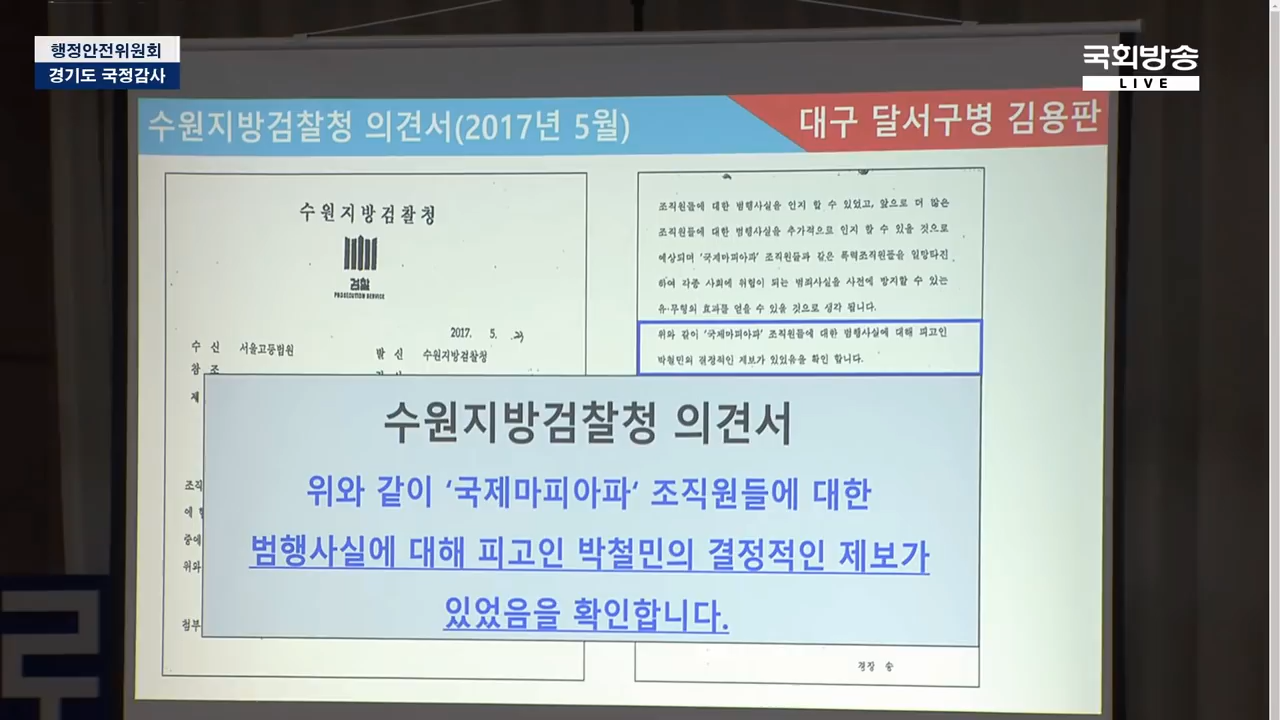 행정안전위원회
경기도 국정감사
국회방송
LIVE
수원지방검찰청 의견서(2017년 5월)
대구 달서구병 김용판
수원지방검찰청
검찰
PROSECUTION SERVICE
2017. 5. 23
수 신 서울고등법원 발 신 수원지방검찰청
참 조
제
조직
에
중에
위와
첨부
조직원들에 대한 범행사실을 인지 할 수 있었고, 앞으로 더 많은
조직원들에 대한 범행사실을 추가적으로 인지 할 수 있을 것으로
예상되며 '국제마피아파' 조직원들과 같은 폭력조직원들을 일망타진
하여 각종 사회에 위험이 되는 범죄사실을 사전에 방지할 수 있는
유·무형의 효과를 얻을 수 있을 것으로 생각 됩니다.
위와 같이 '국제마피아파' 조직원들에 대한 범행사실에 대해 피고인
박철민의 결정적인 제보가 있었음을 확인 합니다.
수원지방검찰청 의견서
위와 같이 ‘국제마피아파‘ 조직원들에 대한
범행사실에 대해 피고인 박철민의 결정적인 제보가
있었음을 확인합니다.
경장 송
로